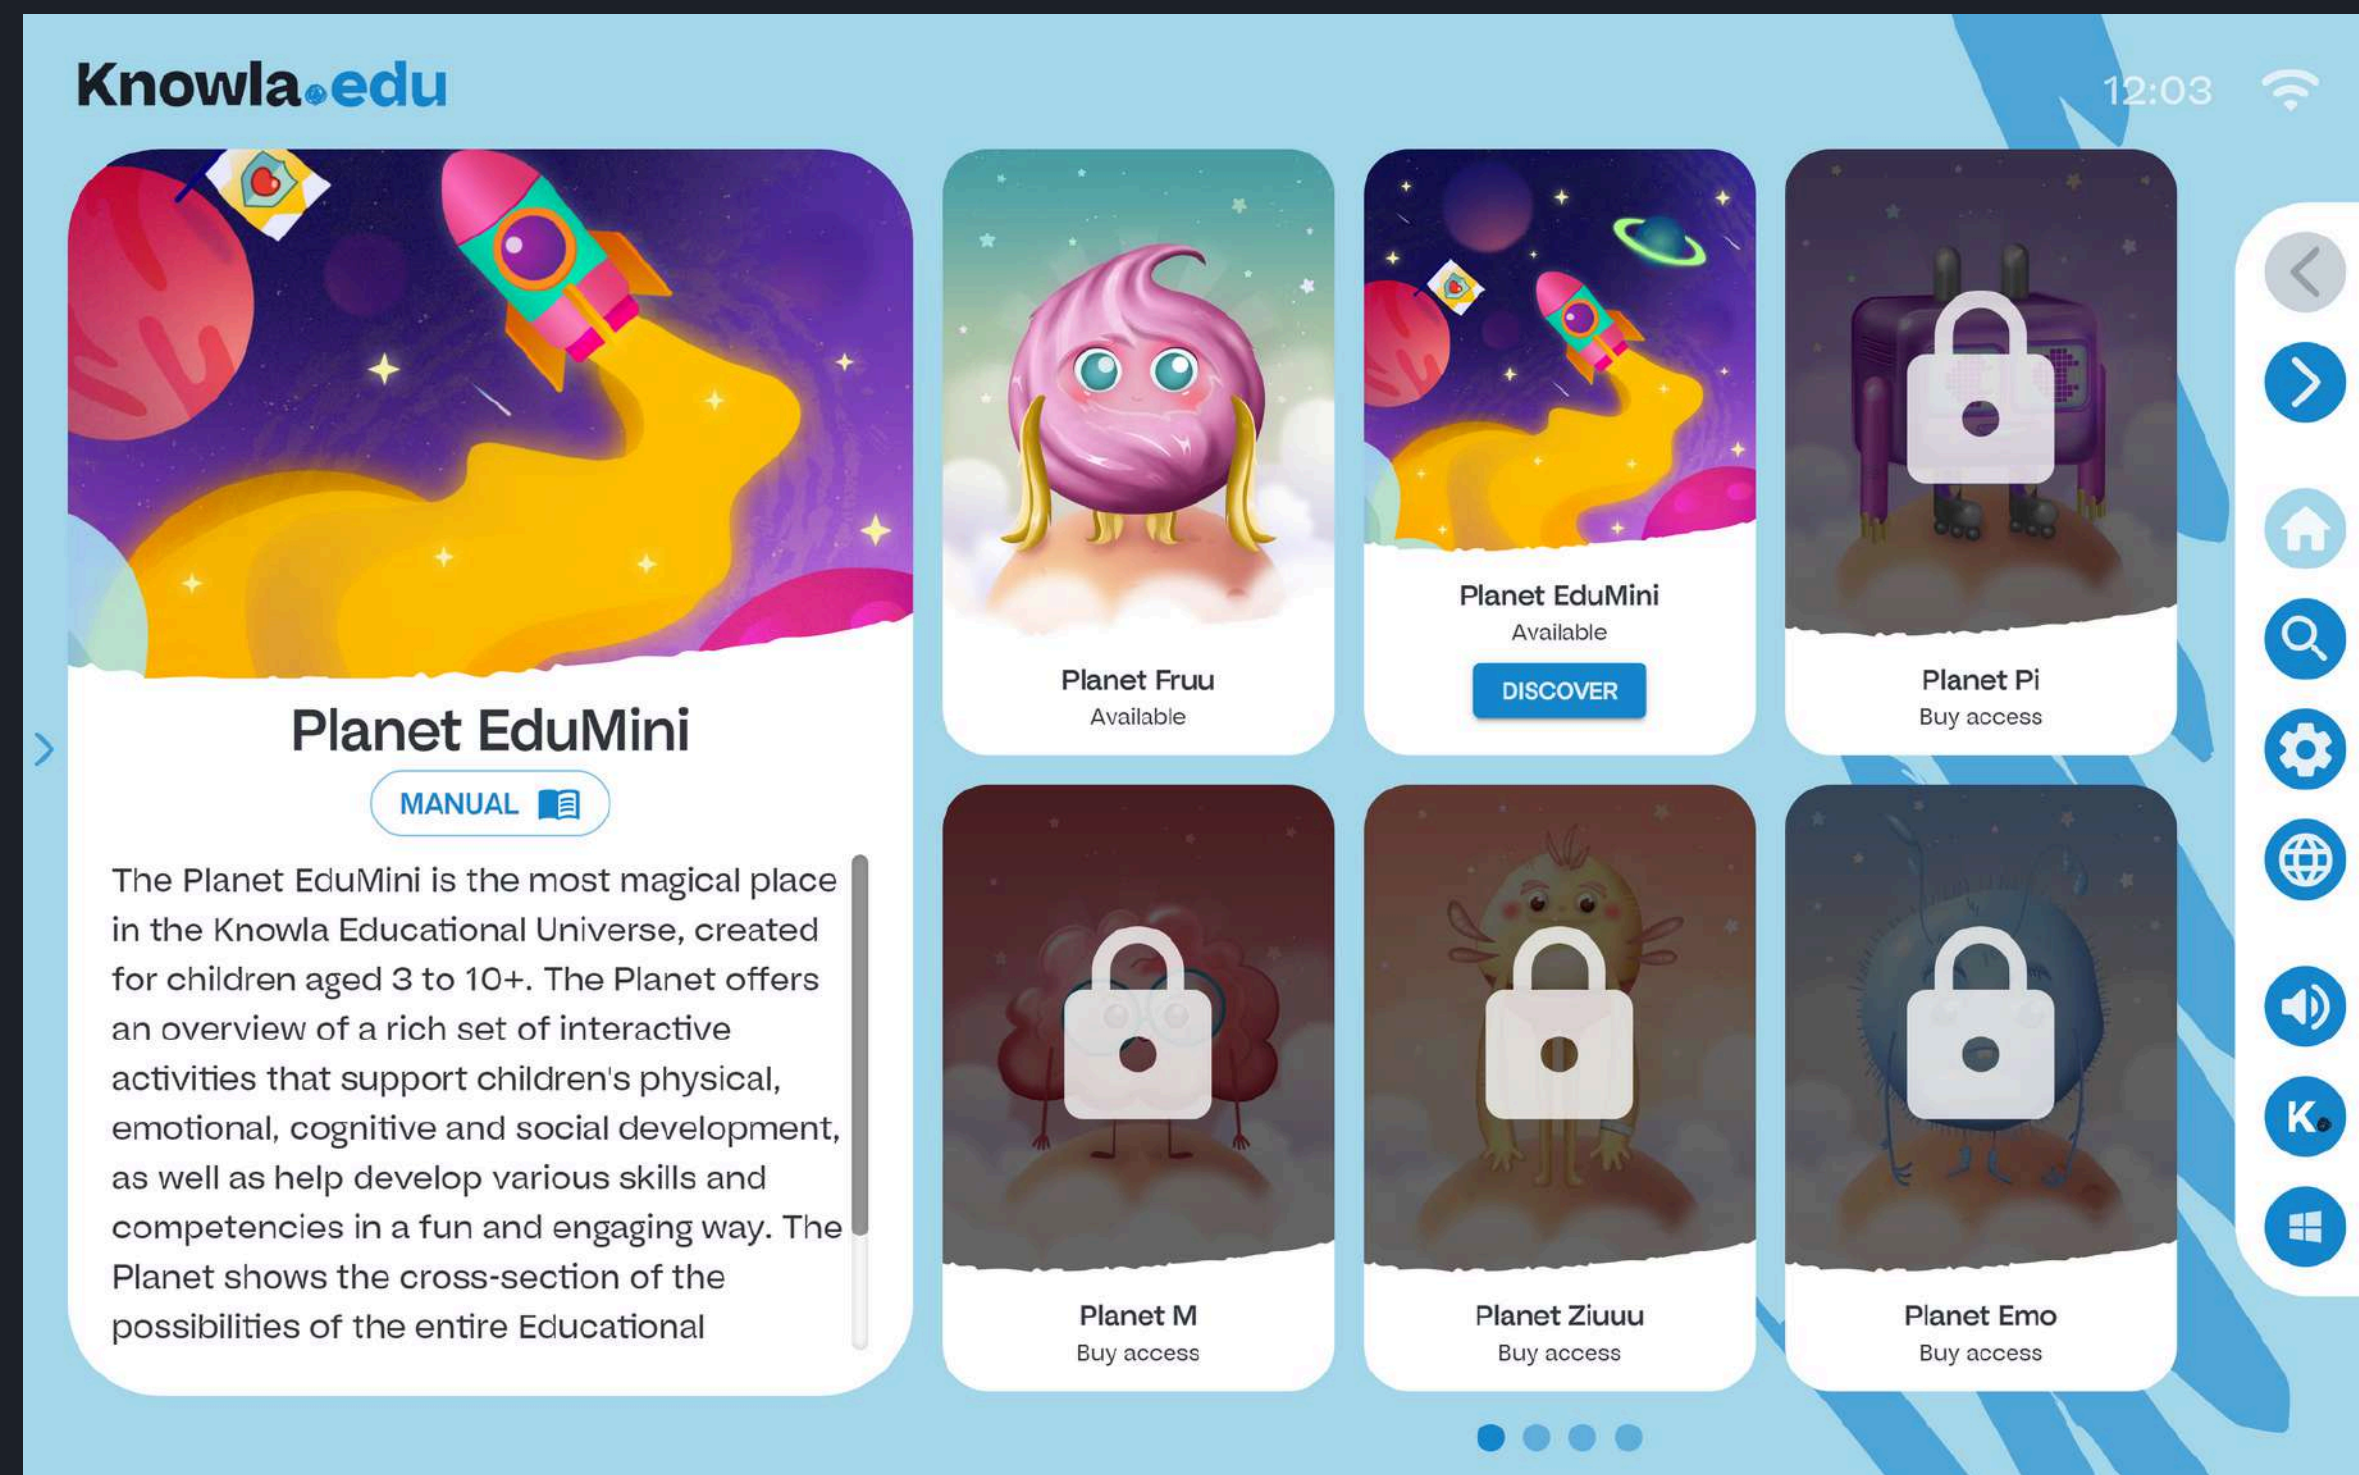 Knowla.edu
12:03
Planet EduMini
MANUAL
The Planet EduMini is the most magical place
in the Knowla Educational Universe, created
for children aged 3 to 10+. The Planet offers
an overview of a rich set of interactive
activities that support children's physical,
emotional, cognitive and social development,
as well as help develop various skills and
competencies in a fun and engaging way. The
Planet shows the cross-section of the
possibilities of the entire Educational
Planet Fruu
Available
Planet EduMini
Available
DISCOVER
Planet Pi
Buy access
Planet M
Buy access
Planet Ziuuu
Buy access
Planet Emo
Buy access
K.